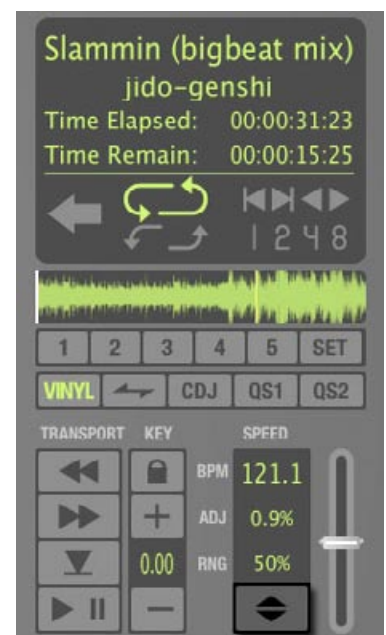 Slammin (bigbeat mix)
jido-genshi
Time Elapsed: 00:00:31:23
Time Remain: 00:00:15:25
1 2 4 8
1 2 3 4 5 SET
VINYL CDJ QS1 QS2
TRANSPORT KEY SPEED
BPM 121.1
ADJ 0.9%
0.00 RNG 50%